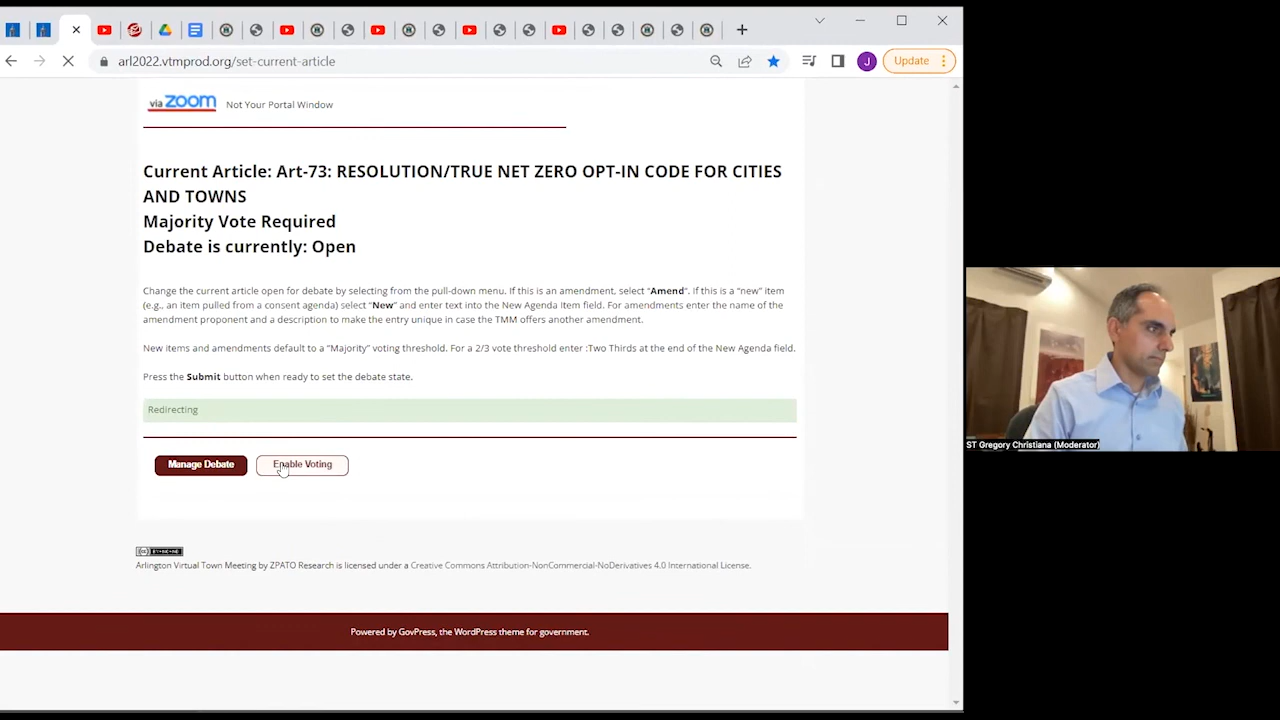 arl2022.vtmprod.org/set-current-article
J
Update
via zoom
Not Your Portal Window
Current Article: Art-73: RESOLUTION/TRUE NET ZERO OPT-IN CODE FOR CITIES
AND TOWNS
Majority Vote Required
Debate is currently: Open
Change the current article open for debate by selecting from the pull-down menu. If this is an amendment, select "Amend". If this is a "new" item
(e.g., an item pulled from a consent agenda) select "New" and enter text into the New Agenda Item field. For amendments enter the name of the
amendment proponent and a description to make the entry unique in case the TMM offers another amendment.
New items and amendments default to a "Majority" voting threshold. For a 2/3 vote threshold enter :Two Thirds at the end of the New Agenda field.
Press the Submit button when ready to set the debate state.
Redirecting
Manage Debate
Enable Voting
ST Gregory Christiana (Moderator)
Arlington Virtual Town Meeting by ZPATO Research is licensed under a Creative Commons Attribution-NonCommercial-NoDerivatives 4.0 International License.
Powered by GovPress, the WordPress theme for government.